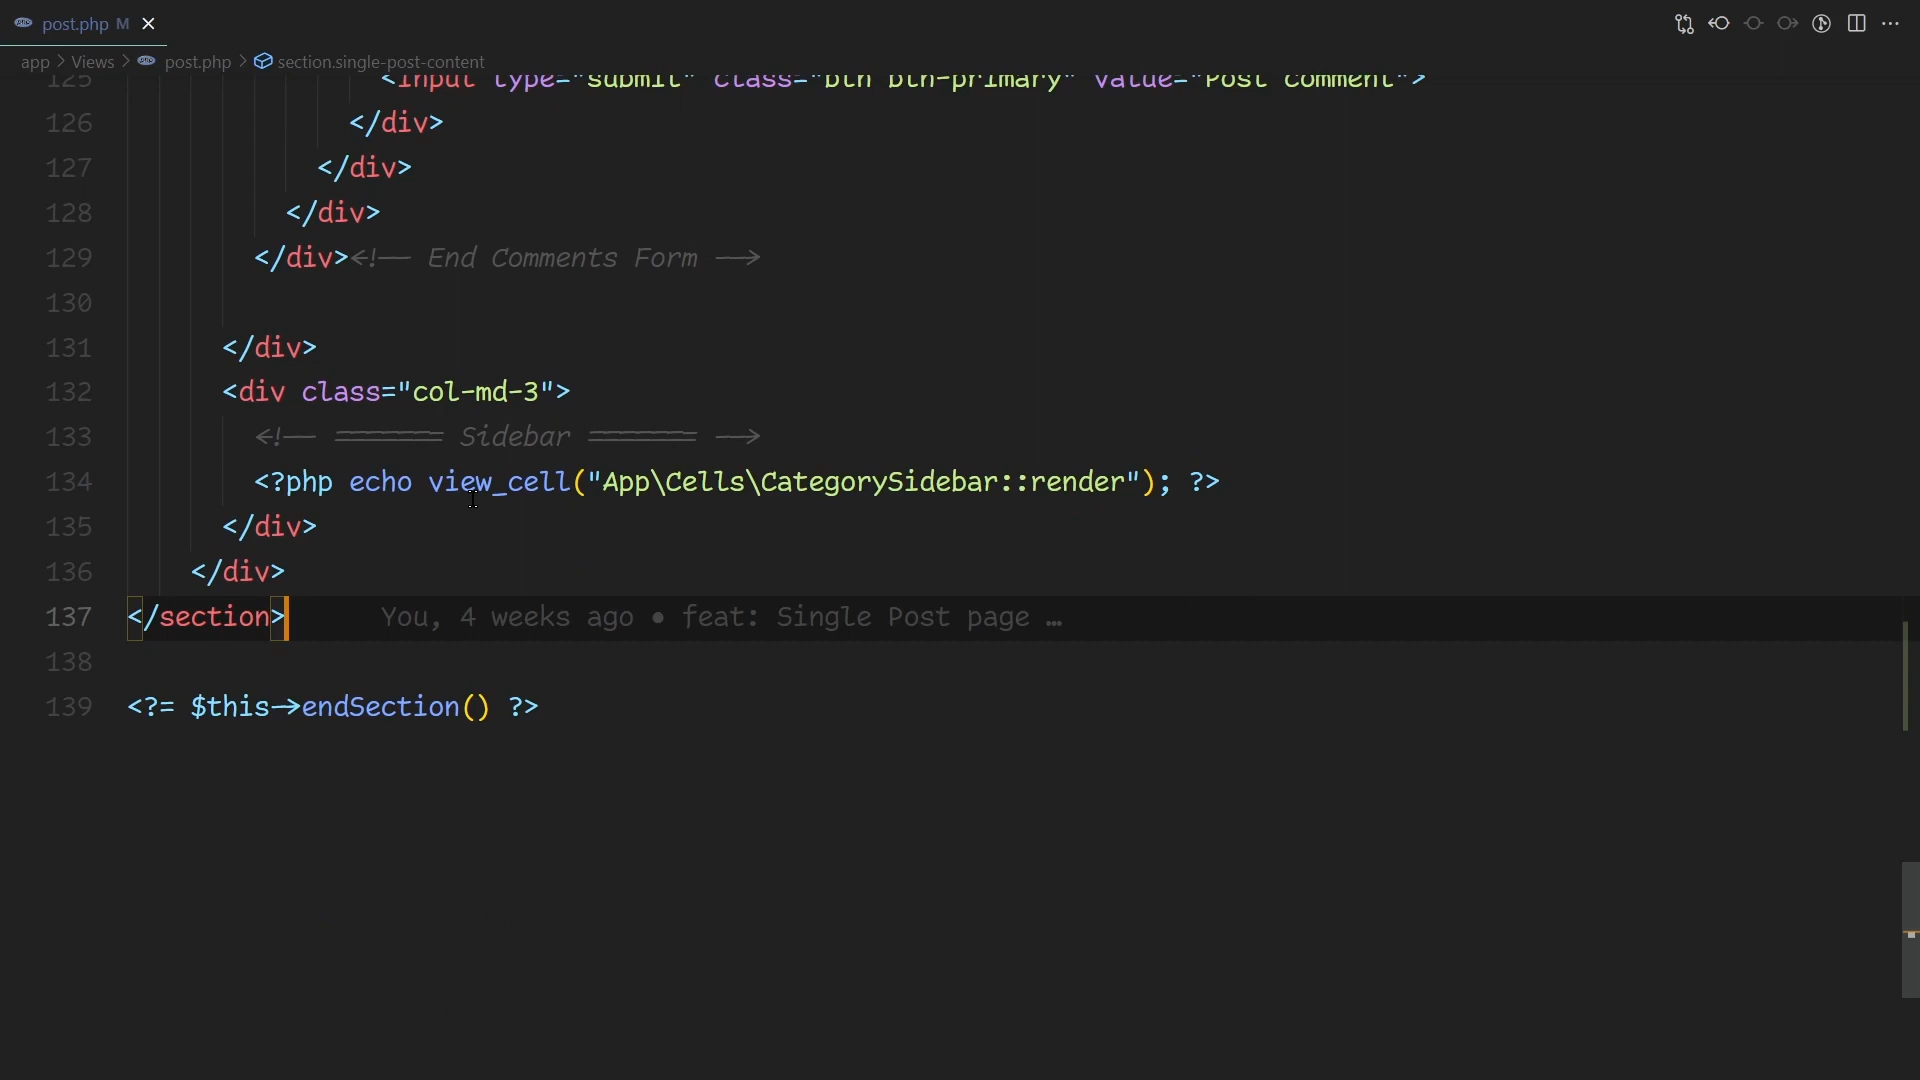 post.php M
app > Views > post.php > section.single-post-content
125 <input type="submit" class="btn btn-primary" value="Post comment">
126 </div>
127 </div>
128 </div>
129 </div><!-- End Comments Form -->
130
131 </div>
132 <div class="col-md-3">
133 <!-- ======= Sidebar ======= -->
134 <?php echo view_cell("App\Cells\CategorySidebar::render"); ?>
135 </div>
136 </div>
137 </section> You, 4 weeks ago • feat: Single Post page …
138
139 <?= $this->endSection() ?>